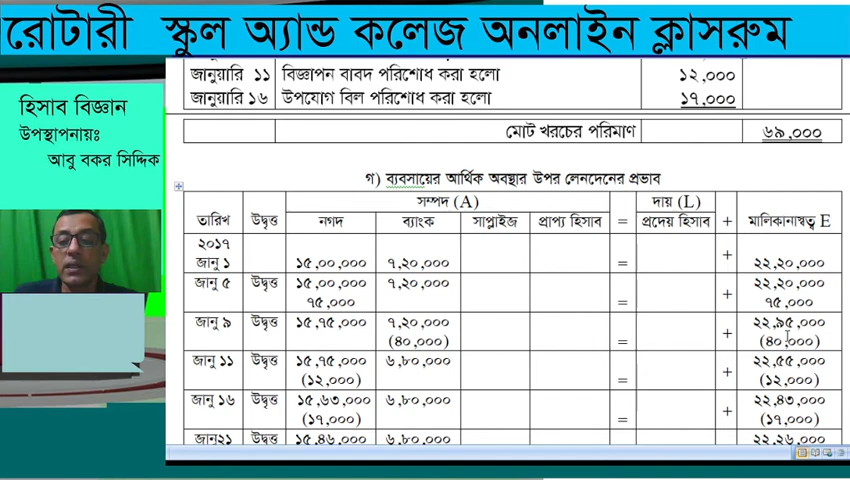 রোটারী স্কুল অ্যান্ড কলেজ অনলাইন ক্লাসরুম
হিসাব বিজ্ঞান
উপস্থাপনায়ঃ
আবু বকর সিদ্দিক
জানুয়ারি ১১ বিজ্ঞাপন বাবদ পরিশোধ করা হলো ১২,০০০
জানুয়ারি ১৬ উপযোগ বিল পরিশোধ করা হলো ১৭,০০০
মোট খরচের পরিমাণ ৬৯,০০০
গ) ব্যবসায়ের আর্থিক অবস্থার উপর লেনদেনের প্রভাব
তারিখ উদ্বৃত্ত সম্পদ (A) = দায় (L) + মালিকানাস্বত্ব E
নগদ ব্যাংক সাপ্লাইজ প্রাপ্য হিসাব প্রদেয় হিসাব
২০১৭
জানু ১ ১৫,০০,০০০ ৭,২০,০০০ = + ২২,২০,০০০
জানু ৫ উদ্বৃত্ত ১৫,০০,০০০ ৭,২০,০০০ + ২২,২০,০০০
৭৫,০০০ = ৭৫,০০০
জানু ৯ উদ্বৃত্ত ১৫,৭৫,০০০ ৭,২০,০০০ + ২২,৯৫,০০০
(৪০,০০০) = (৪০,০০০)
জানু ১১ উদ্বৃত্ত ১৫,৭৫,০০০ ৬,৮০,০০০ + ২২,৫৫,০০০
(১২,০০০) = (১২,০০০)
জানু ১৬ উদ্বৃত্ত ১৫,৬৩,০০০ ৬,৮০,০০০ + ২২,৪৩,০০০
(১৭,০০০) = (১৭,০০০)
জানু২১ উদ্বৃত্ত ১৫,৪৬,০০০ ৬,৮০,০০০ ২২,২৬,০০০